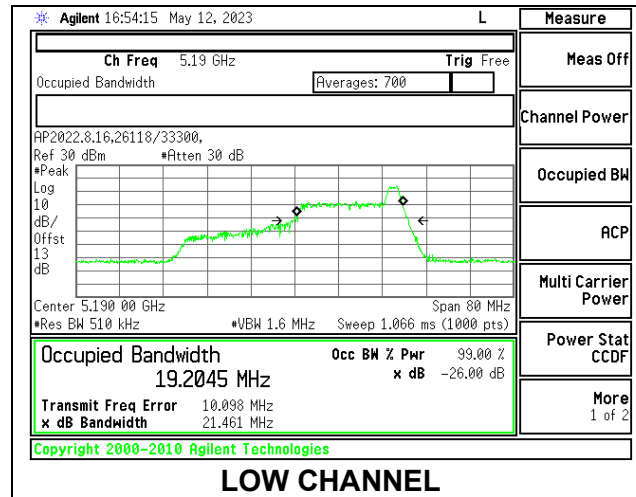 Agilent 16:54:15 May 12, 2023 L
Measure
Ch Freq 5.19 GHz Trig Free
Occupied Bandwidth Averages: 700
Meas Off
Channel Power
Occupied BW
ACP
Multi Carrier
Power
Power Stat
CCDF
More
1 of 2
AP2022.8.16,26118/33300,
Ref 30 dBm #Atten 30 dB
#Peak
Log
10
dB/
Offst
13
dB
Center 5.190 00 GHz Span 80 MHz
#Res BW 510 kHz #VBW 1.6 MHz Sweep 1.066 ms (1000 pts)
Occupied Bandwidth Occ BW % Pwr 99.00 %
19.2045 MHz x dB -26.00 dB
Transmit Freq Error 10.098 MHz
x dB Bandwidth 21.461 MHz
Copyright 2000-2010 Agilent Technologies
LOW CHANNEL